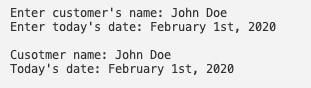 Enter customer's name: John Doe
Enter today's date: February 1st, 2020
Cusotmer name: John Doe
Today's date: February 1st, 2020